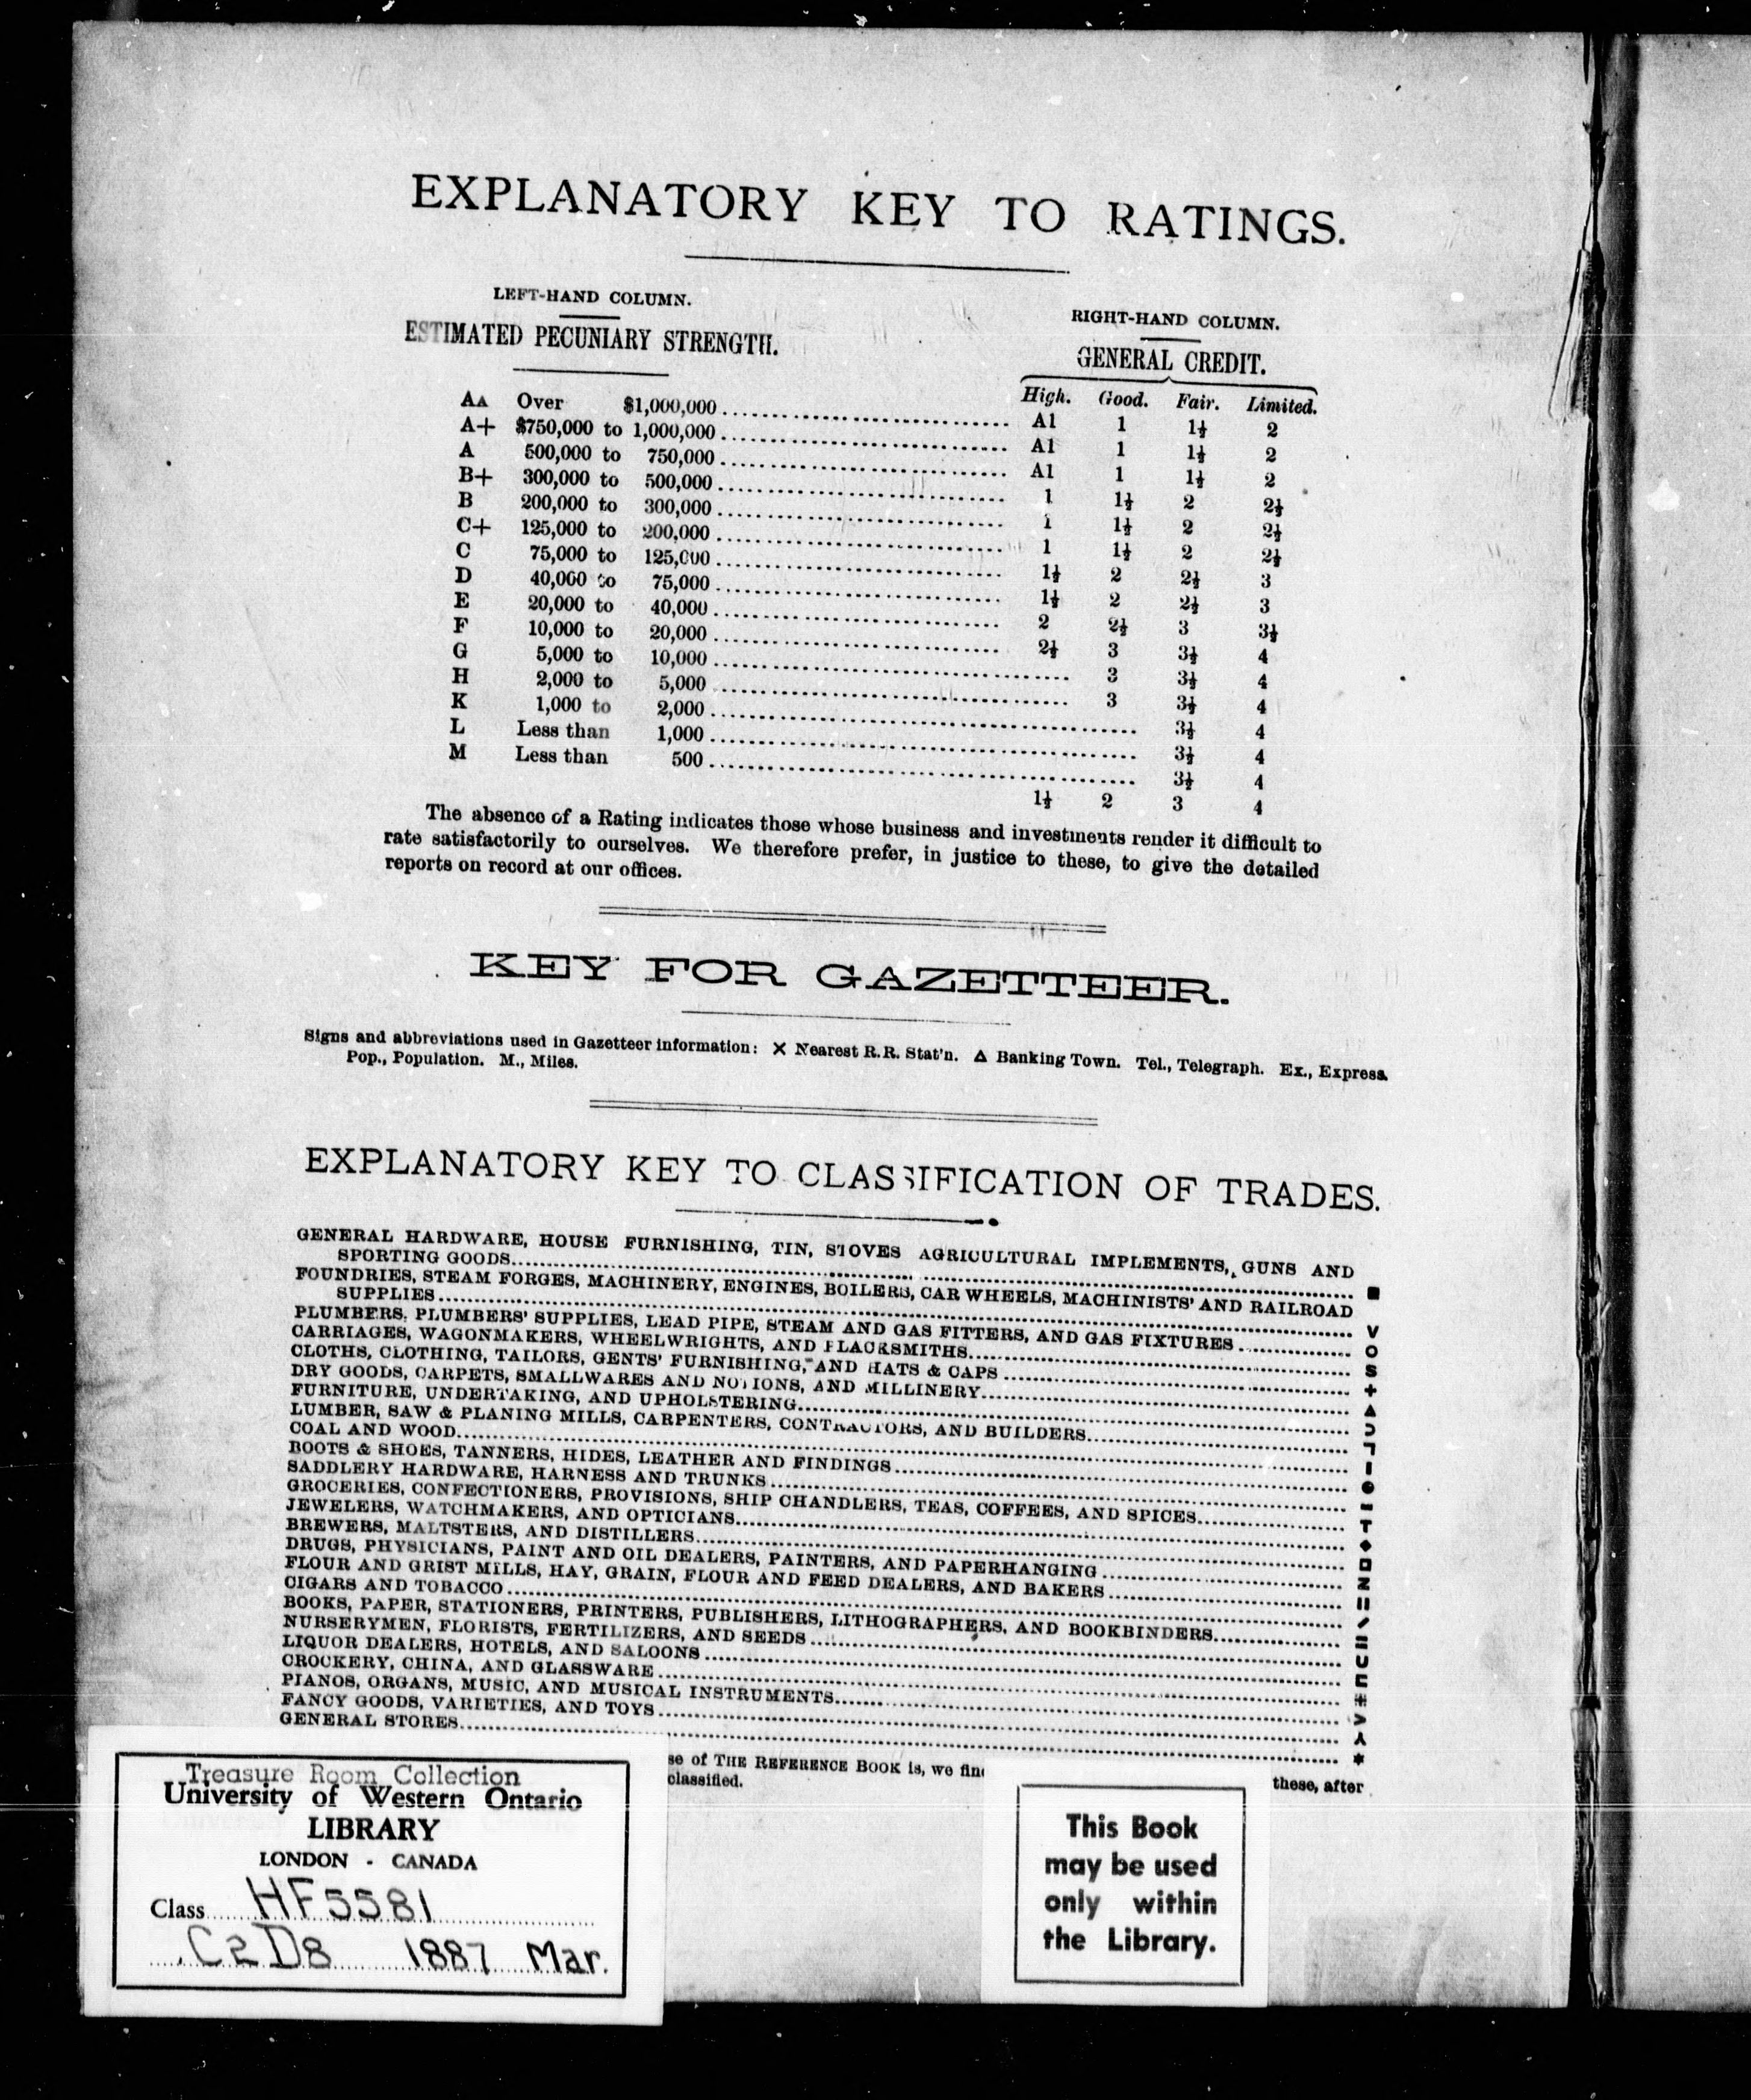 EXPLANATORY KEY TO RATINGS.
LEFT-HAND COLUMN.
RIGHT-HAND COLUMN.
ESTIMATED PECUNIARY STRENGTH.
GENERAL CREDIT.
High. Good. Fair. Limited.
AA Over $1,000,000 ........ A1 1 1½ 2
A+ $750,000 to 1,000,000 ........ A1 1 1½ 2
A 500,000 to 750,000 ........ A1 1 1½ 2
B+ 300,000 to 500,000 ........ 1 1½ 2 2½
B 200,000 to 300,000 ........ 1 1½ 2 2½
C+ 125,000 to 200,000 ........ 1 1½ 2 2½
C 75,000 to 125,000 ........ 1½ 2 2½ 3
D 40,000 to 75,000 ........ 1½ 2 2½ 3
E 20,000 to 40,000 ........ 2 2½ 3 3½
F 10,000 to 20,000 ........ 2½ 3 3½ 4
G 5,000 to 10,000 ........ 3 3½ 4
H 2,000 to 5,000 ........ 3 3½ 4
K 1,000 to 2,000 ........ 3½ 4
L Less than 1,000 ........ 3½ 4
M Less than 500 ........ 3½ 4
1½ 2 3 4
The absence of a Rating indicates those whose business and investments render it difficult to
rate satisfactorily to ourselves. We therefore prefer, in justice to these, to give the detailed
reports on record at our offices.
KEY FOR GAZETTEER.
Signs and abbreviations used in Gazetteer information: ✕ Nearest R.R. Stat'n. △ Banking Town. Tel., Telegraph. Ex., Express.
Pop., Population. M., Miles.
EXPLANATORY KEY TO CLASSIFICATION OF TRADES.
GENERAL HARDWARE, HOUSE FURNISHING, TIN, STOVES AGRICULTURAL IMPLEMENTS, GUNS AND
SPORTING GOODS........ ■
FOUNDRIES, STEAM FORGES, MACHINERY, ENGINES, BOILERS, CAR WHEELS, MACHINISTS' AND RAILROAD
SUPPLIES........ V
PLUMBERS, PLUMBERS' SUPPLIES, LEAD PIPE, STEAM AND GAS FITTERS, AND GAS FIXTURES........ O
CARRIAGES, WAGONMAKERS, WHEELWRIGHTS, AND BLACKSMITHS........ S
CLOTHS, CLOTHING, TAILORS, GENTS' FURNISHING, AND HATS & CAPS........ +
DRY GOODS, CARPETS, SMALLWARES AND NOTIONS, AND MILLINERY........ ▲
FURNITURE, UNDERTAKING, AND UPHOLSTERING........ ⊃
LUMBER, SAW & PLANING MILLS, CARPENTERS, CONTRACTORS, AND BUILDERS........ ┐
COAL AND WOOD........ I
BOOTS & SHOES, TANNERS, HIDES, LEATHER AND FINDINGS........ ●
SADDLERY HARDWARE, HARNESS AND TRUNKS........ –
GROCERIES, CONFECTIONERS, PROVISIONS, SHIP CHANDLERS, TEAS, COFFEES, AND SPICES........ T
JEWELERS, WATCHMAKERS, AND OPTICIANS........ ◆
BREWERS, MALTSTERS, AND DISTILLERS........ □
DRUGS, PHYSICIANS, PAINT AND OIL DEALERS, PAINTERS, AND PAPERHANGING........ Z
FLOUR AND GRIST MILLS, HAY, GRAIN, FLOUR AND FEED DEALERS, AND BAKERS........ II
CIGARS AND TOBACCO........ /
BOOKS, PAPER, STATIONERS, PRINTERS, PUBLISHERS, LITHOGRAPHERS, AND BOOKBINDERS........ =
NURSERYMEN, FLORISTS, FERTILIZERS, AND SEEDS........ U
LIQUOR DEALERS, HOTELS, AND SALOONS........ ⊏
CROCKERY, CHINA, AND GLASSWARE........ ⁜
PIANOS, ORGANS, MUSIC, AND MUSICAL INSTRUMENTS........ >
FANCY GOODS, VARIETIES, AND TOYS........ ⅄
GENERAL STORES........ ✶
se of THE REFERENCE BOOK is, we find these, after
classified.
Treasure Room Collection
University of Western Ontario
LIBRARY
LONDON - CANADA
Class HF5581
.C2D8 1887 Mar.
This Book
may be used
only within
the Library.